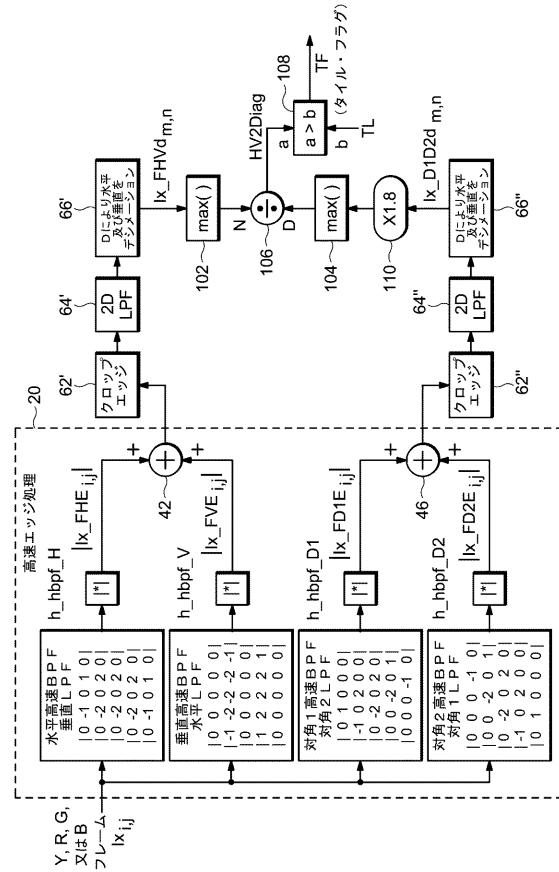 Y, R, G,
又はB
フレーム
Ix i,j
高速エッジ処理
20
水平高速BPF
垂直LPF
|0 -1 0 1 0|
|0 -2 0 2 0|
|0 -2 0 2 0|
|0 -2 0 2 0|
|0 -1 0 1 0|
h_hbpf_H
|*|
|Ix_FHE i,j|
垂直高速BPF
水平LPF
|0 0 0 0 0|
|-1 -2 -2 -2 -1|
|0 0 0 0 0|
|1 2 2 2 1|
|0 0 0 0 0|
h_hbpf_V
|*|
|Ix_FVE i,j|
+
+
+
42
対角1高速BPF
対角2LPF
|0 1 0 0 0|
|-1 0 2 0 0|
|0 -2 0 2 0|
|0 0 -2 0 1|
|0 0 0 -1 0|
h_hbpf_D1
|*|
|Ix_FD1E i,j|
対角2高速BPF
対角1LPF
|0 0 0 -1 0|
|0 0 -2 0 1|
|0 -2 0 2 0|
|-1 0 2 0 0|
|0 1 0 0 0|
h_hbpf_D2
|*|
|Ix_FD2E i,j|
+
+
+
46
62'
クロップ
エッジ
64'
2D
LPF
66'
Dにより水平
及び垂直を
デシメーション
Ix_FHVd m,n
max()
102
N
÷
106
D
HV2Diag
a
a > b
b
108
TL
TF
(タイル・フラグ)
max()
104
X1.8
110
Ix_D1D2d m,n
62"
クロップ
エッジ
64"
2D
LPF
66"
Dにより水平
及び垂直を
デシメーション